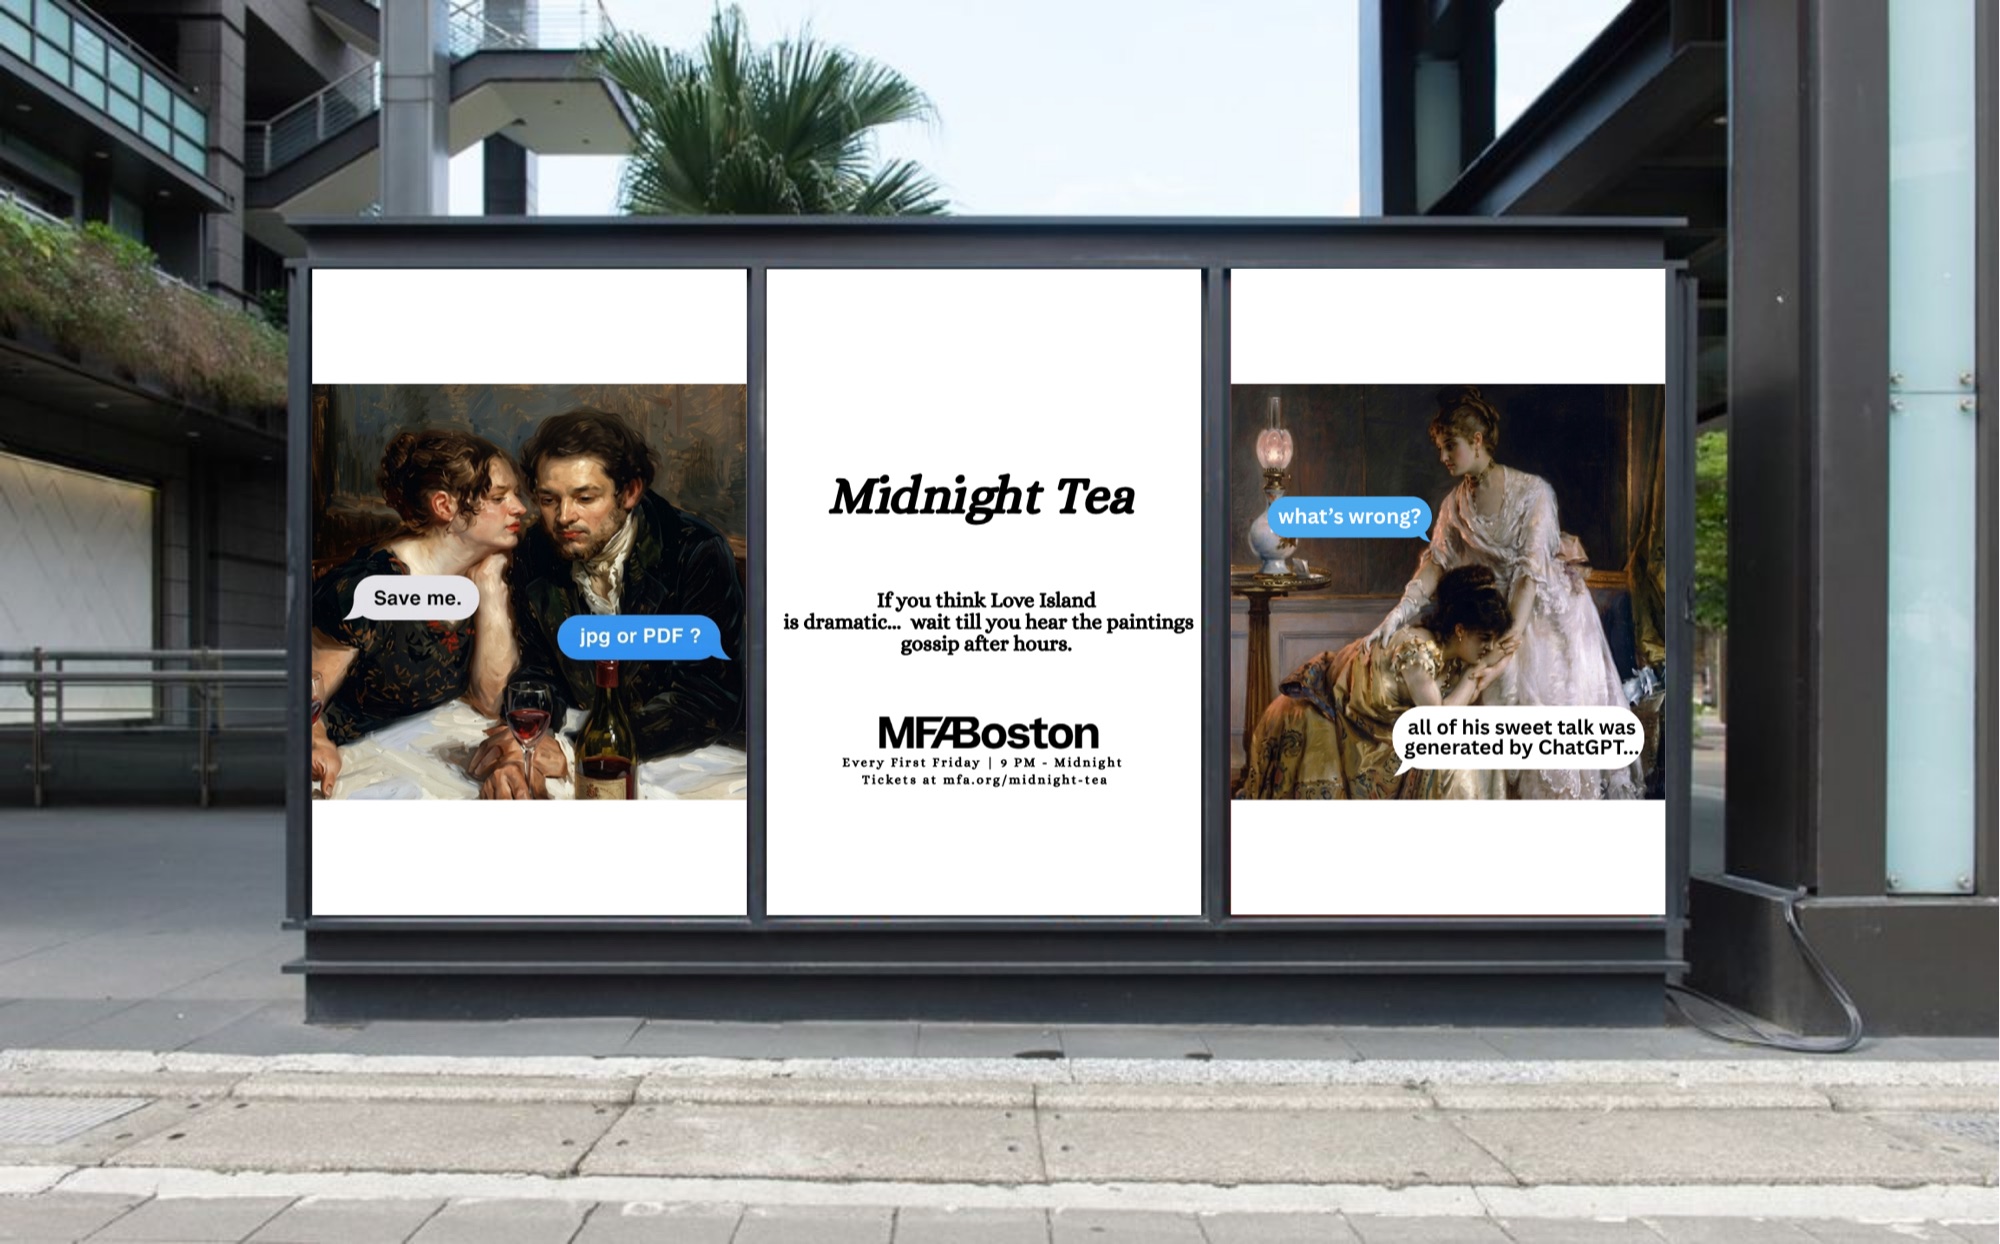 Save me.
jpg or PDF ?
Midnight Tea
If you think Love Island
is dramatic... wait till you hear the paintings
gossip after hours.
MFABoston
Every First Friday | 9 PM - Midnight
Tickets at mfa.org/midnight-tea
what's wrong?
all of his sweet talk was
generated by ChatGPT...